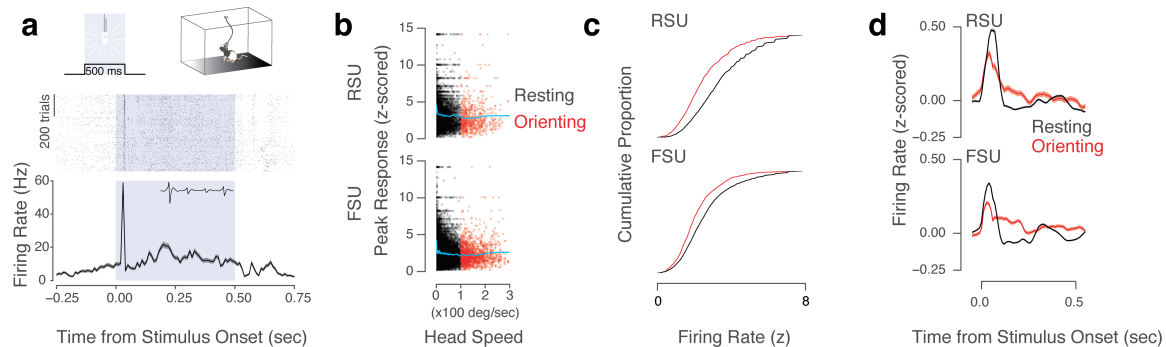 a
500 ms
200 trials
Firing Rate (Hz)
60
40
20
0
−0.25
0.00
0.25
0.50
0.75
Time from Stimulus Onset (sec)
b
RSU
FSU
Peak Response (z-scored)
15
10
5
0
15
10
5
0
Resting
Orienting
0
1
2
3
(x100 deg/sec)
Head Speed
c
RSU
FSU
Cumulative Proportion
0
8
Firing Rate (z)
d
Firing Rate (z-scored)
0.50
RSU
0.00
−0.25
Resting
Orienting
0.50
FSU
0.00
−0.25
0.0
0.5
Time from Stimulus Onset (sec)